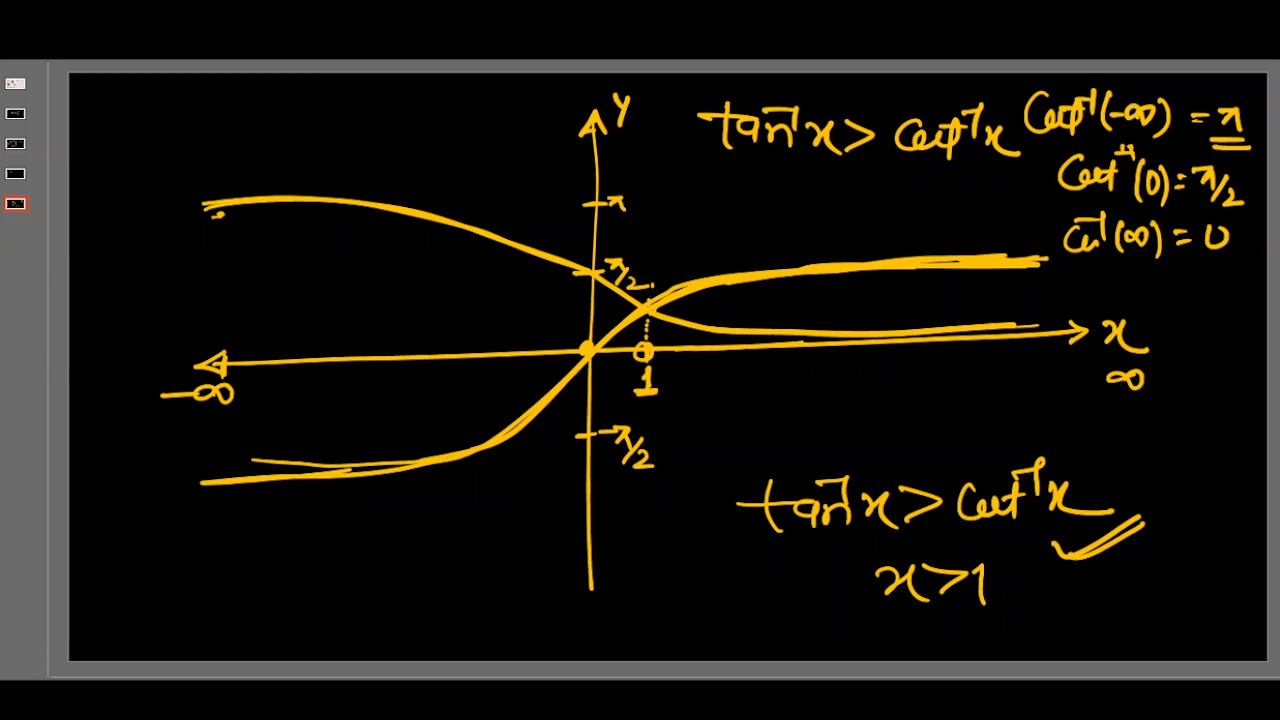 Y
tan⁻¹x > cot⁻¹x
cot⁻¹(-∞) = π
cot⁻¹(0) = π/2
cot⁻¹(∞) = 0
π
π/2
x
-∞
1
∞
-π/2
tan⁻¹x > cot⁻¹x
x>1